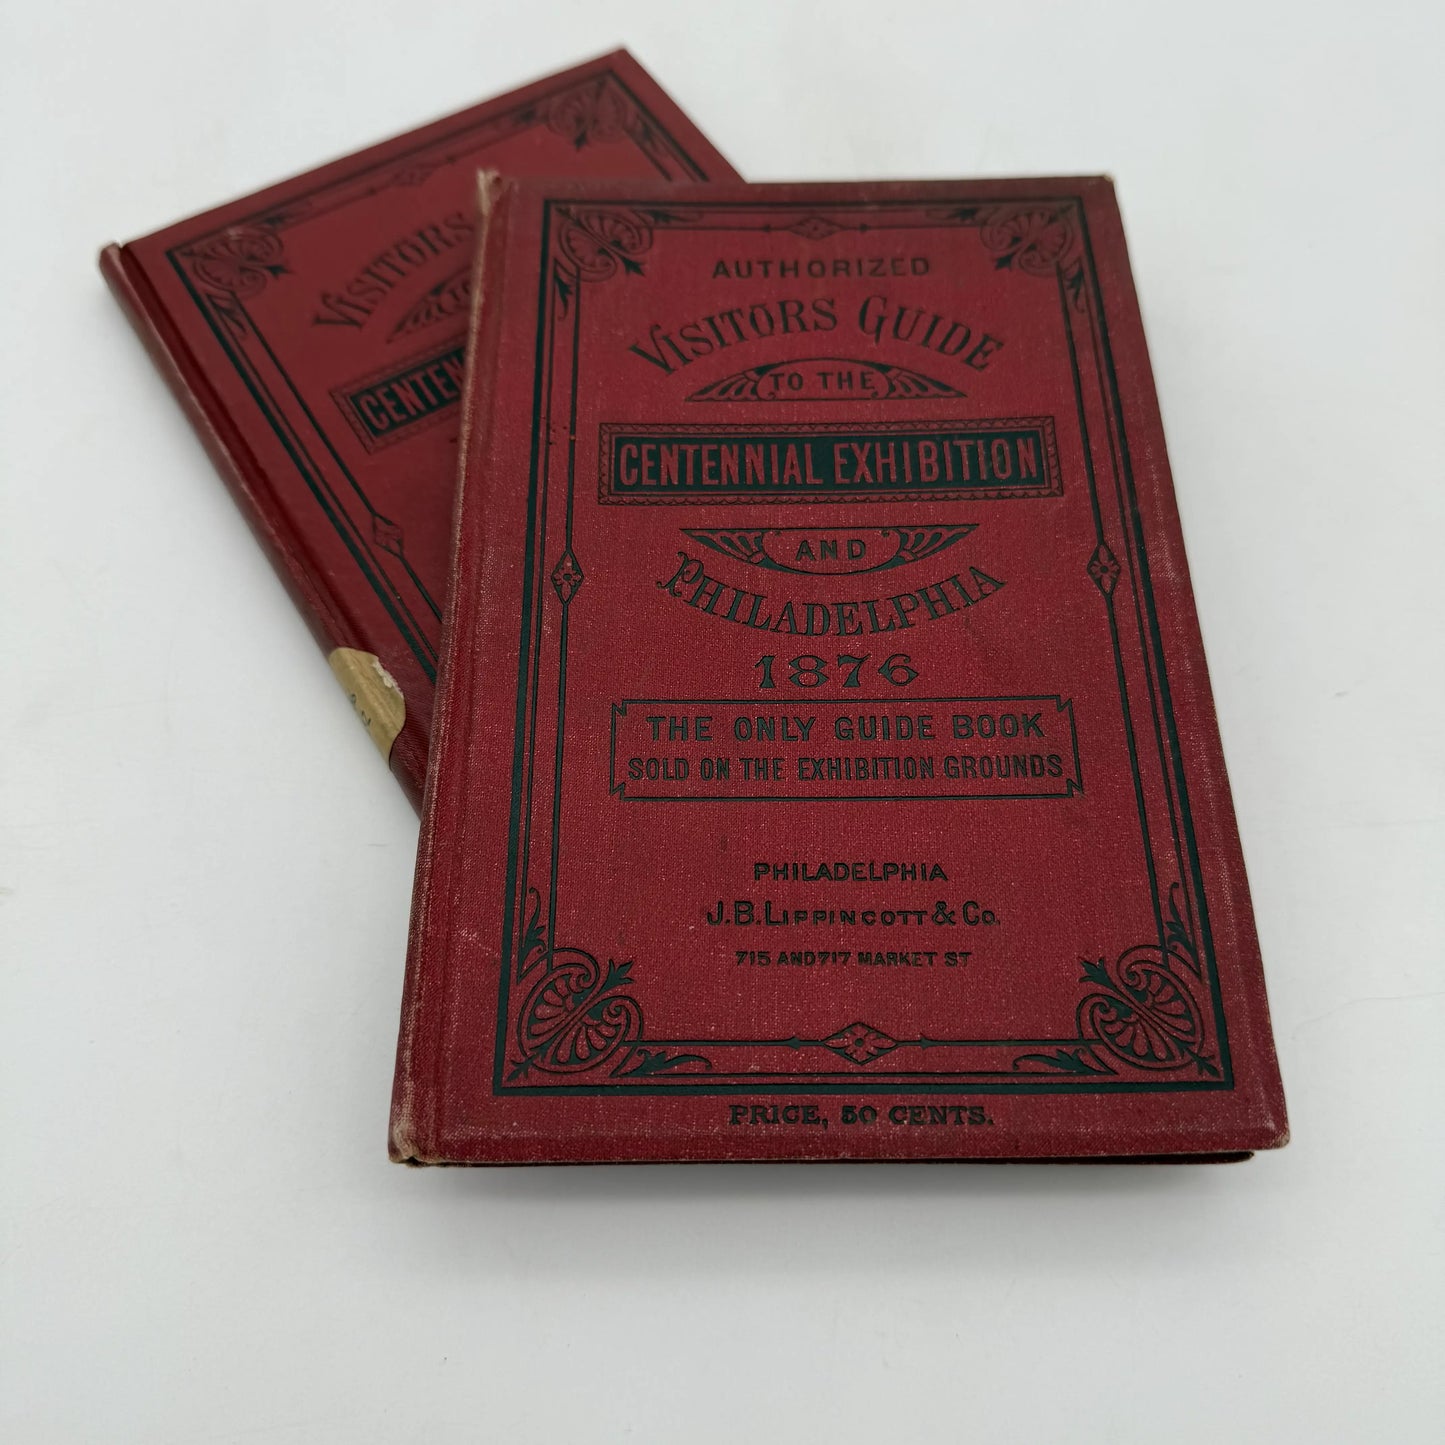 AUTHORIZED
VISITORS GUIDE
TO THE
CENTENNIAL EXHIBITION
AND
PHILADELPHIA
1876
THE ONLY GUIDE BOOK
SOLD ON THE EXHIBITION GROUNDS
PHILADELPHIA
J.B. LIPPINCOTT & CO.
715 AND 717 MARKET ST
PRICE, 50 CENTS.
VISITORS